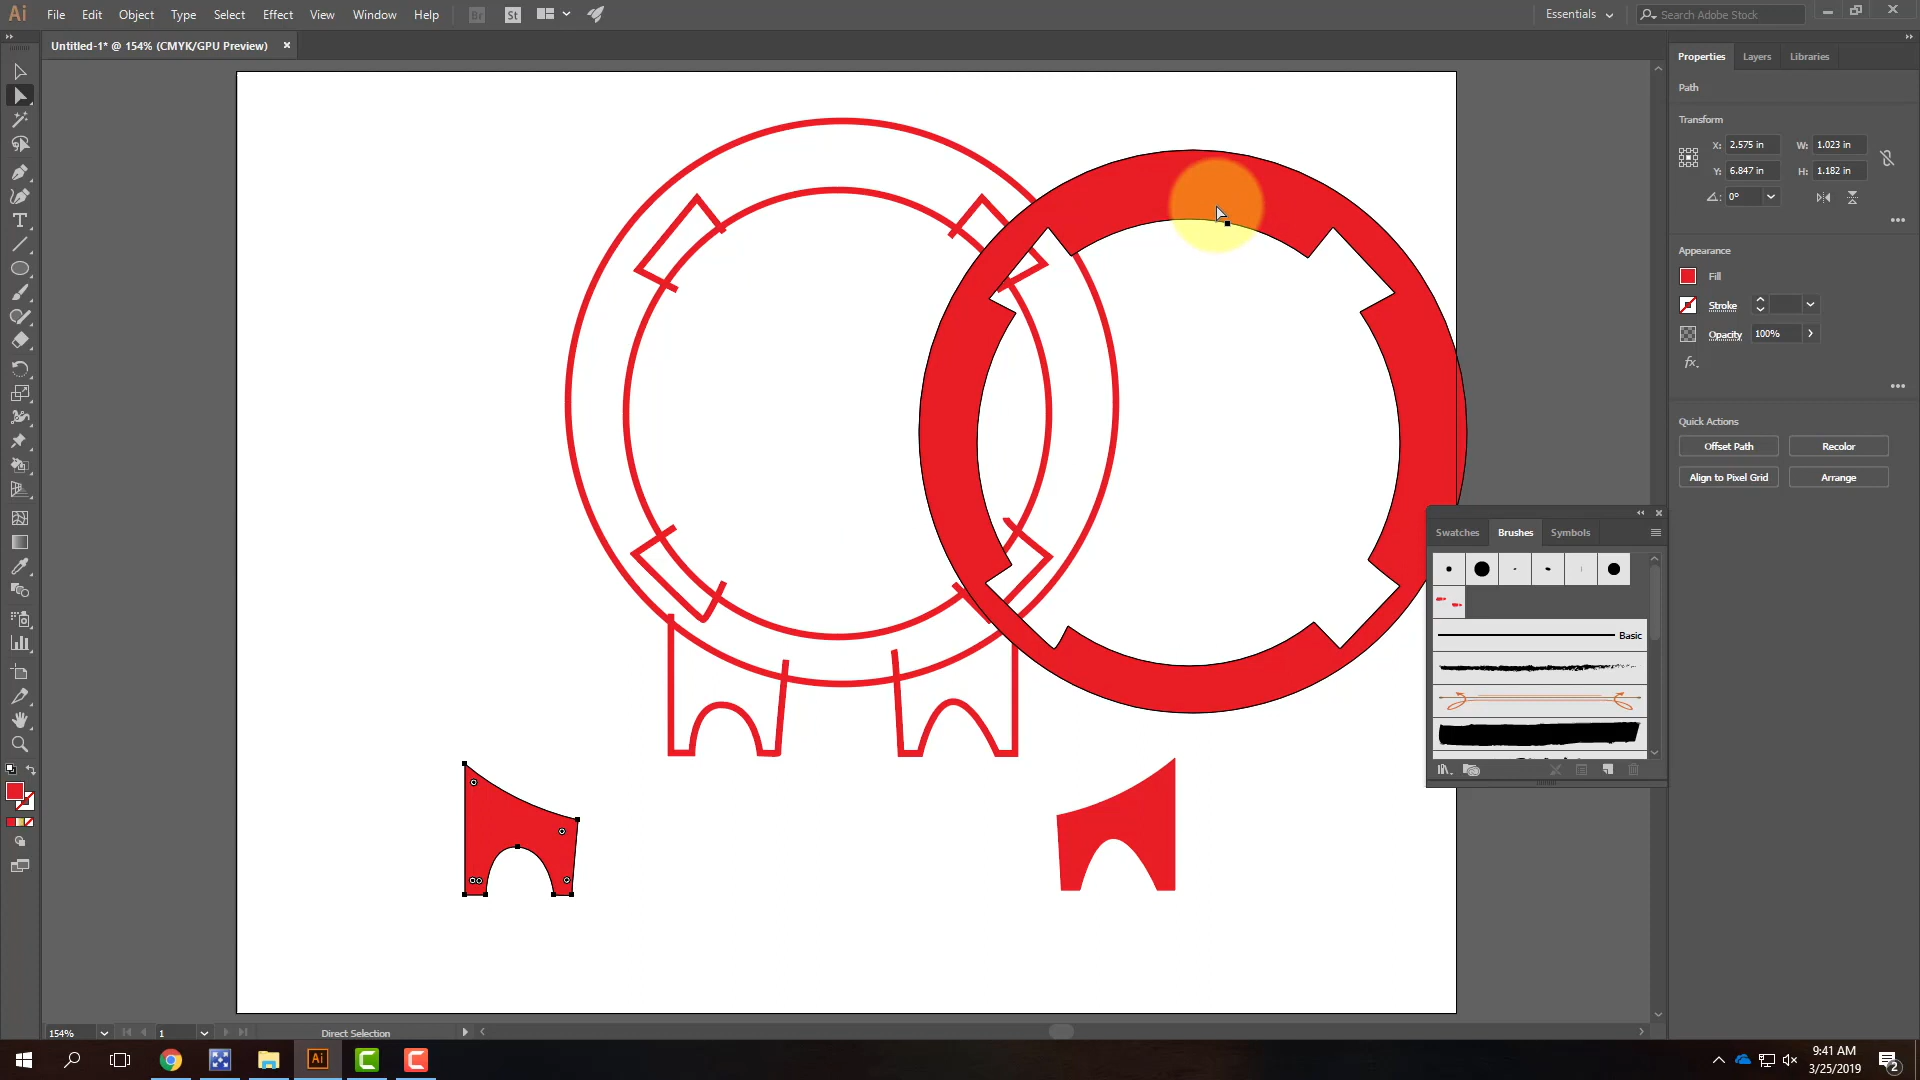 Ai File Edit Object Type Select Effect View Window Help Br St Essentials Search Adobe Stock
Untitled-1* @ 154% (CMYK/GPU Preview) ×
Properties Layers Libraries
Path
Transform
X: 2.575 in W: 1.023 in
Y: 6.847 in H: 1.182 in
0°
Appearance
Fill
Stroke
Opacity 100%
fx.
Quick Actions
Offset Path Recolor
Align to Pixel Grid Arrange
Swatches Brushes Symbols
Basic
154% 1 Direct Selection
Ai
9:41 AM
3/25/2019
2